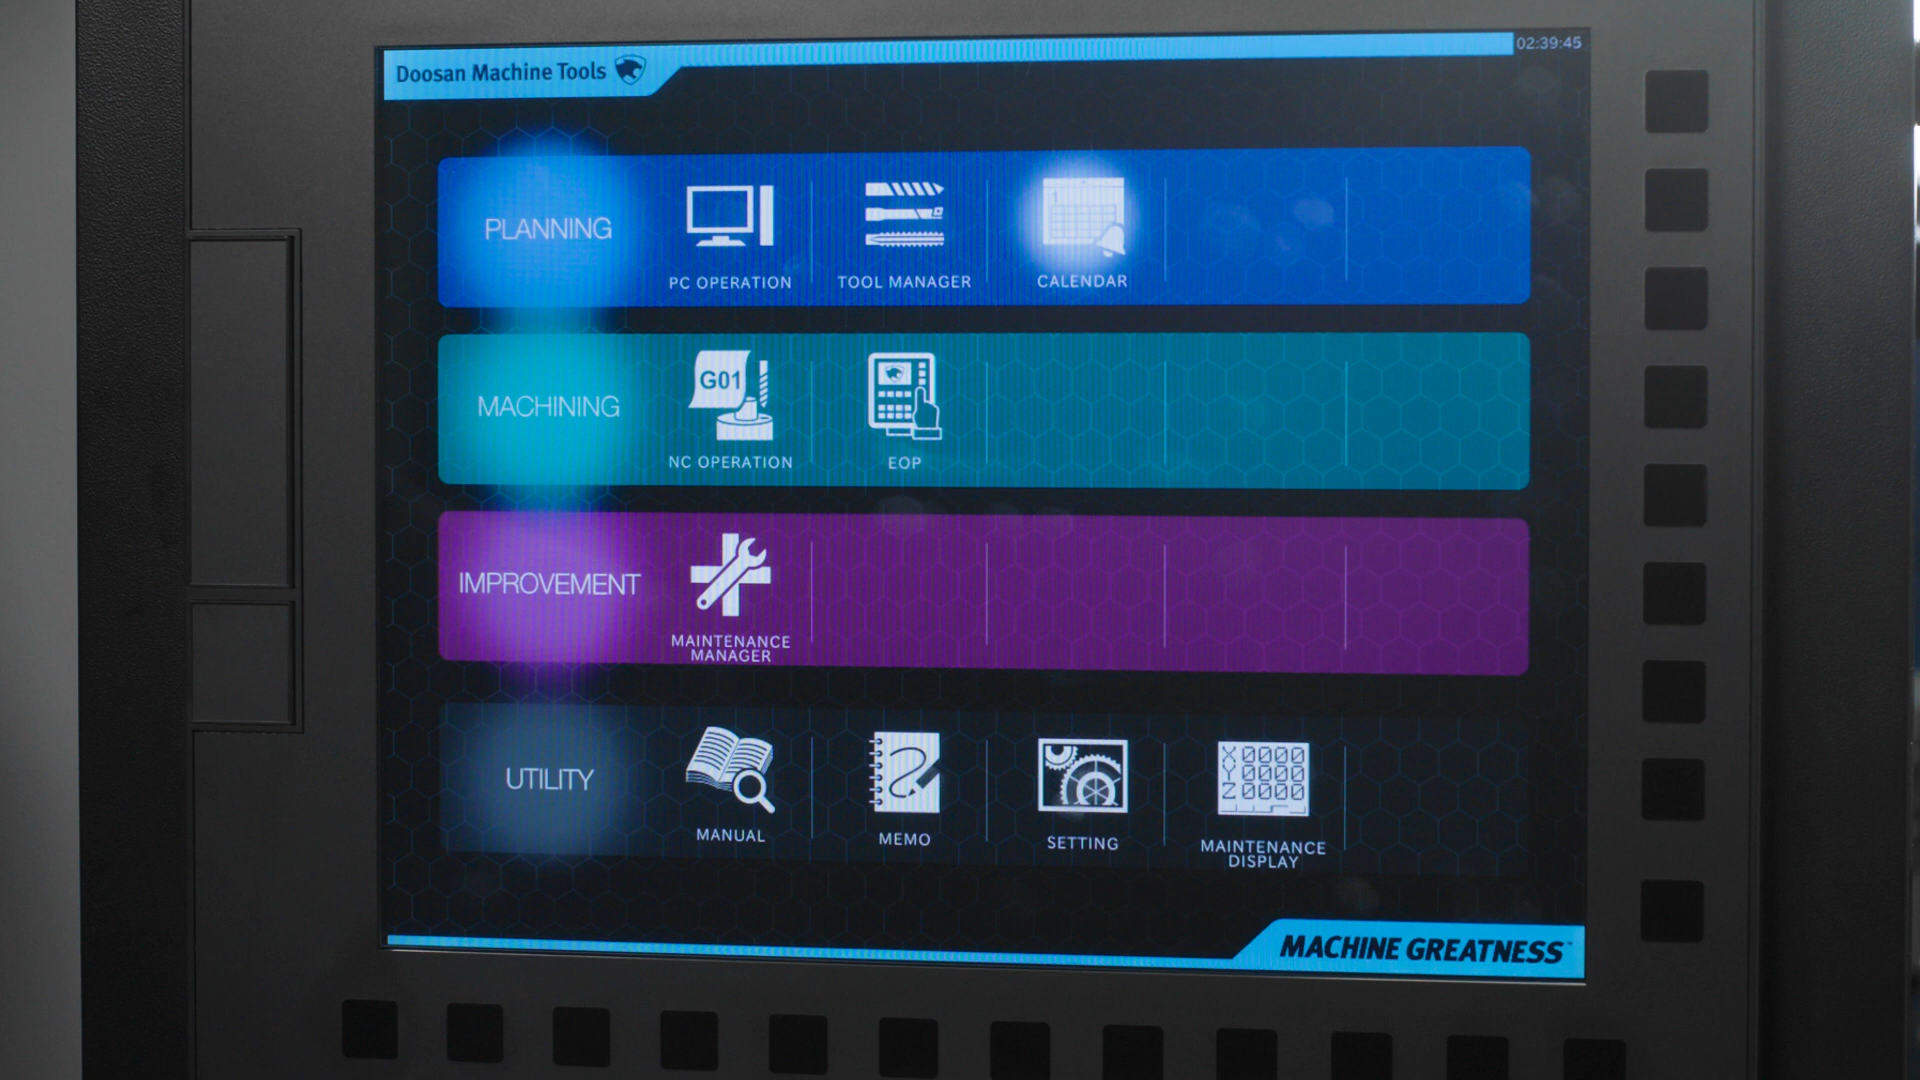 Doosan Machine Tools
02:39:45
PLANNING
PC OPERATION
TOOL MANAGER
CALENDAR
MACHINING
G01
NC OPERATION
EOP
IMPROVEMENT
MAINTENANCE
MANAGER
UTILITY
MANUAL
MEMO
SETTING
X0000
Y0000
Z0000
MAINTENANCE
DISPLAY
MACHINE GREATNESS™